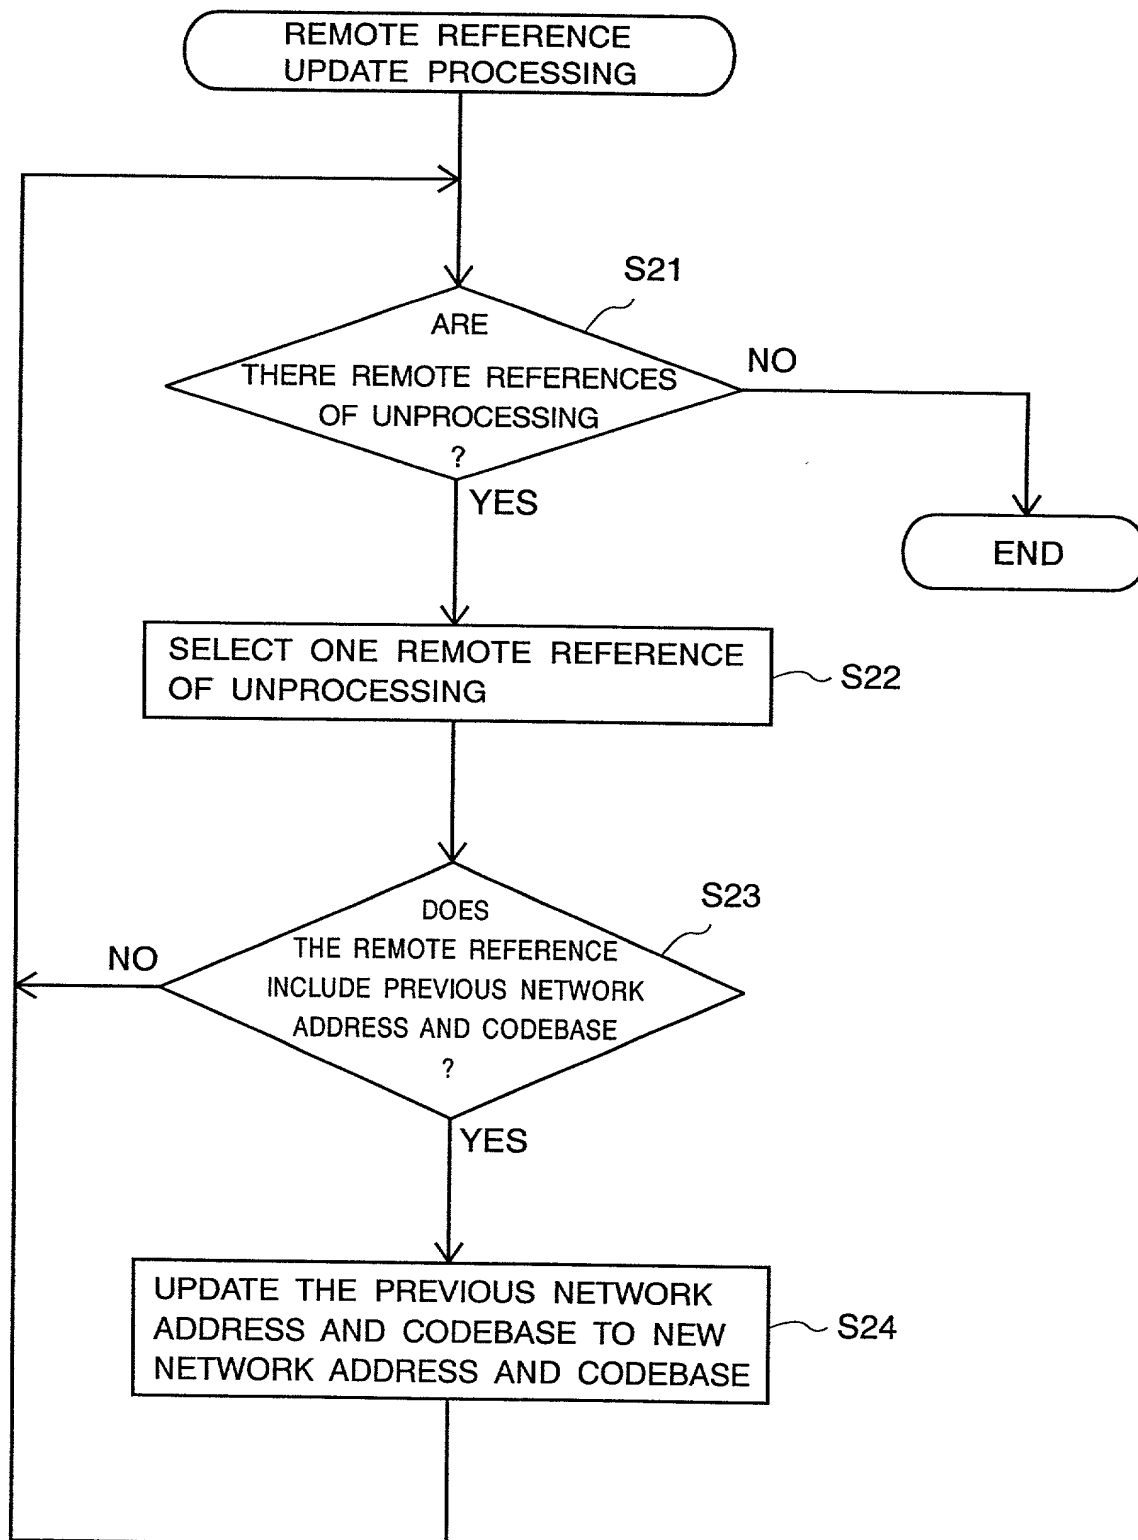 REMOTE REFERENCE
UPDATE PROCESSING
S21
ARE
THERE REMOTE REFERENCES
OF UNPROCESSING
?
NO
YES
END
SELECT ONE REMOTE REFERENCE
OF UNPROCESSING
S22
S23
DOES
THE REMOTE REFERENCE
INCLUDE PREVIOUS NETWORK
ADDRESS AND CODEBASE
?
NO
YES
UPDATE THE PREVIOUS NETWORK
ADDRESS AND CODEBASE TO NEW
NETWORK ADDRESS AND CODEBASE
S24